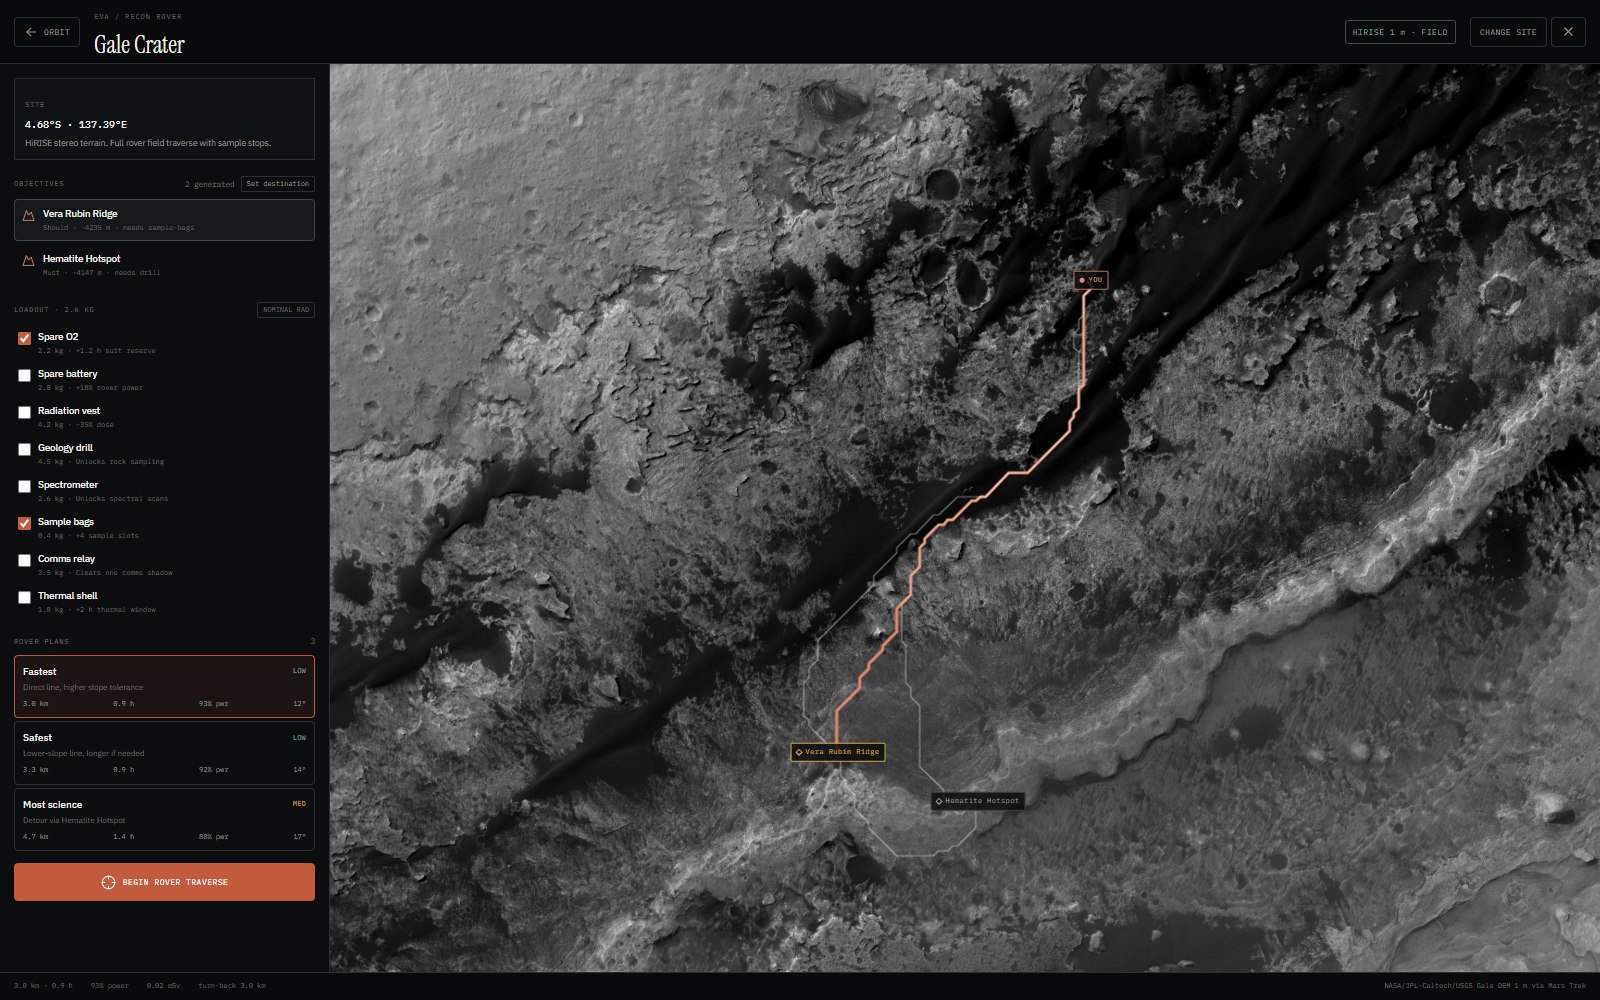 ORBIT
EVA / RECON ROVER
Gale Crater
HIRISE 1 m · FIELD
CHANGE SITE
SITE
4.68°S · 137.39°E
HiRISE stereo terrain. Full rover field traverse with sample stops.
OBJECTIVES
2 generated
Set destination
Vera Rubin Ridge
Should · -4235 m · needs sample-bags
Hematite Hotspot
Must · -4147 m · needs drill
LOADOUT · 2.6 KG
NOMINAL RAD
Spare O2
2.2 kg · +1.2 h suit reserve
Spare battery
2.8 kg · +18% rover power
Radiation vest
4.2 kg · -35% dose
Geology drill
4.5 kg · Unlocks rock sampling
Spectrometer
2.6 kg · Unlocks spectral scans
Sample bags
0.4 kg · +4 sample slots
Comms relay
3.5 kg · Clears one comms shadow
Thermal shell
1.8 kg · +2 h thermal window
ROVER PLANS
3
Fastest
LOW
Direct line, higher slope tolerance
3.0 km 0.9 h 93% pwr 12°
Safest
LOW
Lower-slope line, longer if needed
3.3 km 0.9 h 92% pwr 14°
Most science
MED
Detour via Hematite Hotspot
4.7 km 1.4 h 88% pwr 17°
BEGIN ROVER TRAVERSE
YOU
Vera Rubin Ridge
Hematite Hotspot
3.0 km · 0.9 h 93% power 0.02 mSv turn-back 3.0 km
NASA/JPL-Caltech/USGS Gale DEM 1 m via Mars Trek